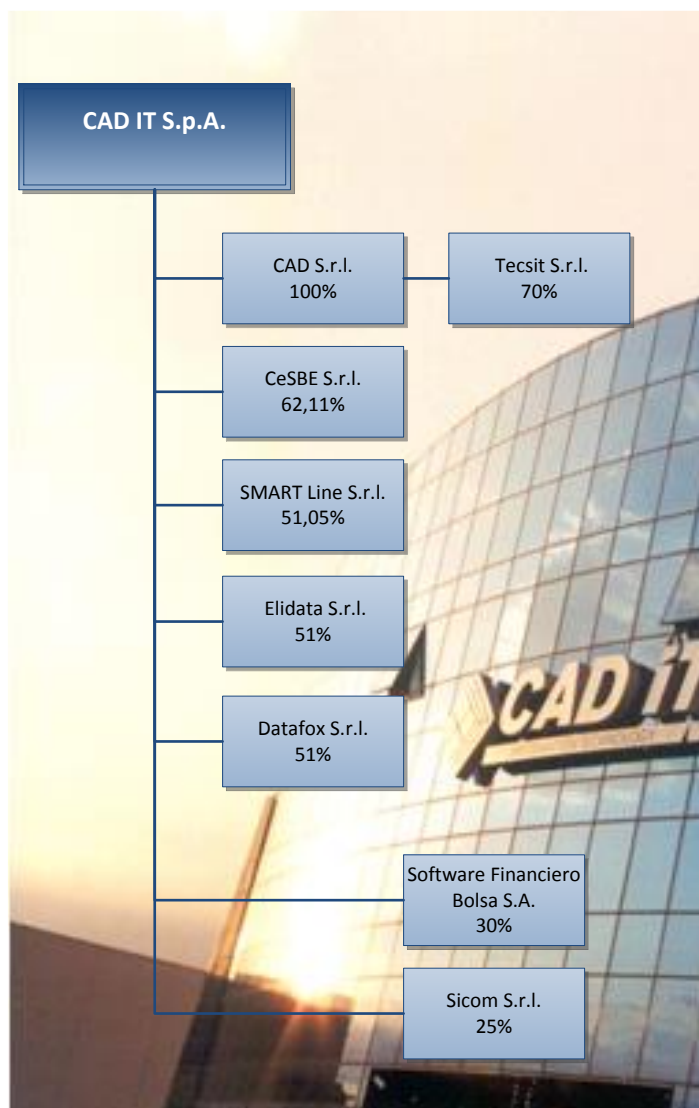 CAD IT S.p.A.
CAD S.r.l.
100%
Tecsit S.r.l.
70%
CeSBE S.r.l.
62,11%
SMART Line S.r.l.
51,05%
Elidata S.r.l.
51%
Datafox S.r.l.
51%
CAD iT
Software Financiero
Bolsa S.A.
30%
Sicom S.r.l.
25%